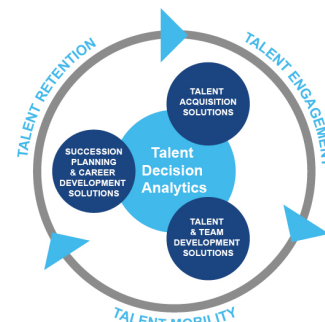 TALENT RETENTION
TALENT ENGAGEMENT
TALENT
ACQUISITION
SOLUTIONS
SUCCESSION
PLANNING
& CAREER
DEVELOPMENT
SOLUTIONS
Talent
Decision
Analytics
TALENT
& TEAM
DEVELOPMENT
SOLUTIONS
TALENT MOBILITY